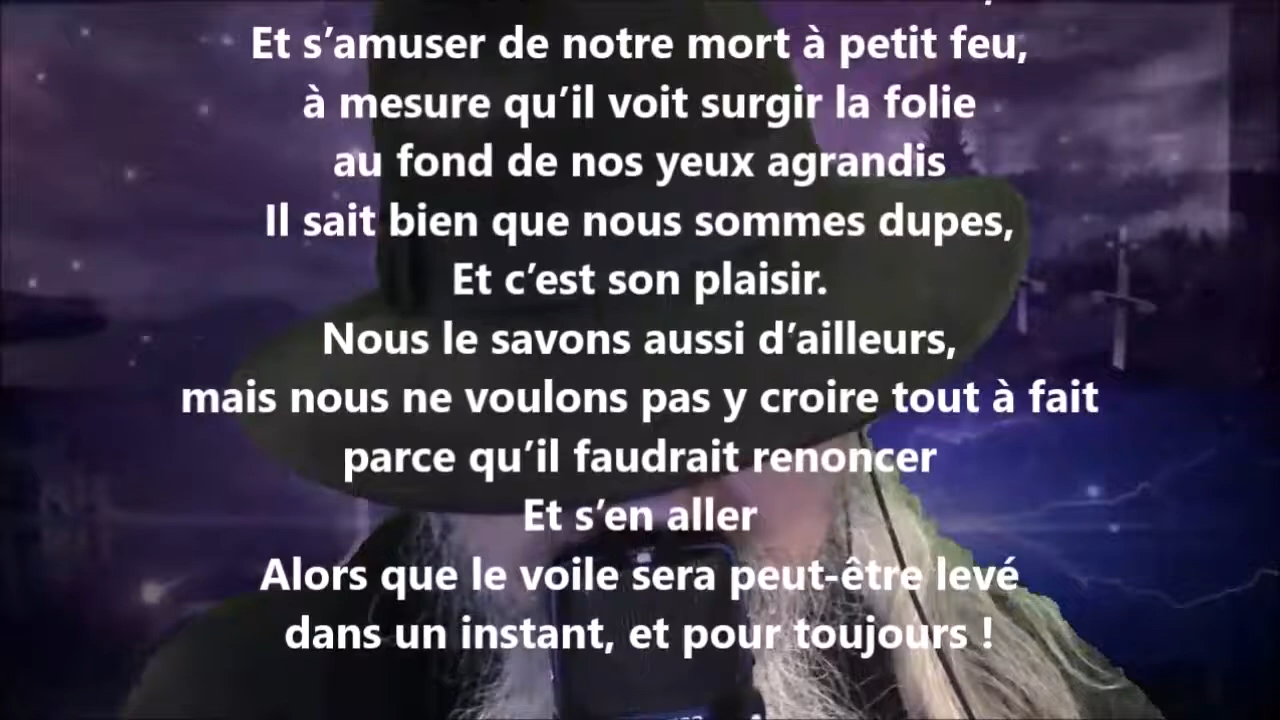 Et s’amuser de notre mort à petit feu,
à mesure qu’il voit surgir la folie
au fond de nos yeux agrandis
Il sait bien que nous sommes dupes,
Et c’est son plaisir.
Nous le savons aussi d’ailleurs,
mais nous ne voulons pas y croire tout à fait
parce qu’il faudrait renoncer
Et s’en aller
Alors que le voile sera peut-être levé
dans un instant, et pour toujours !